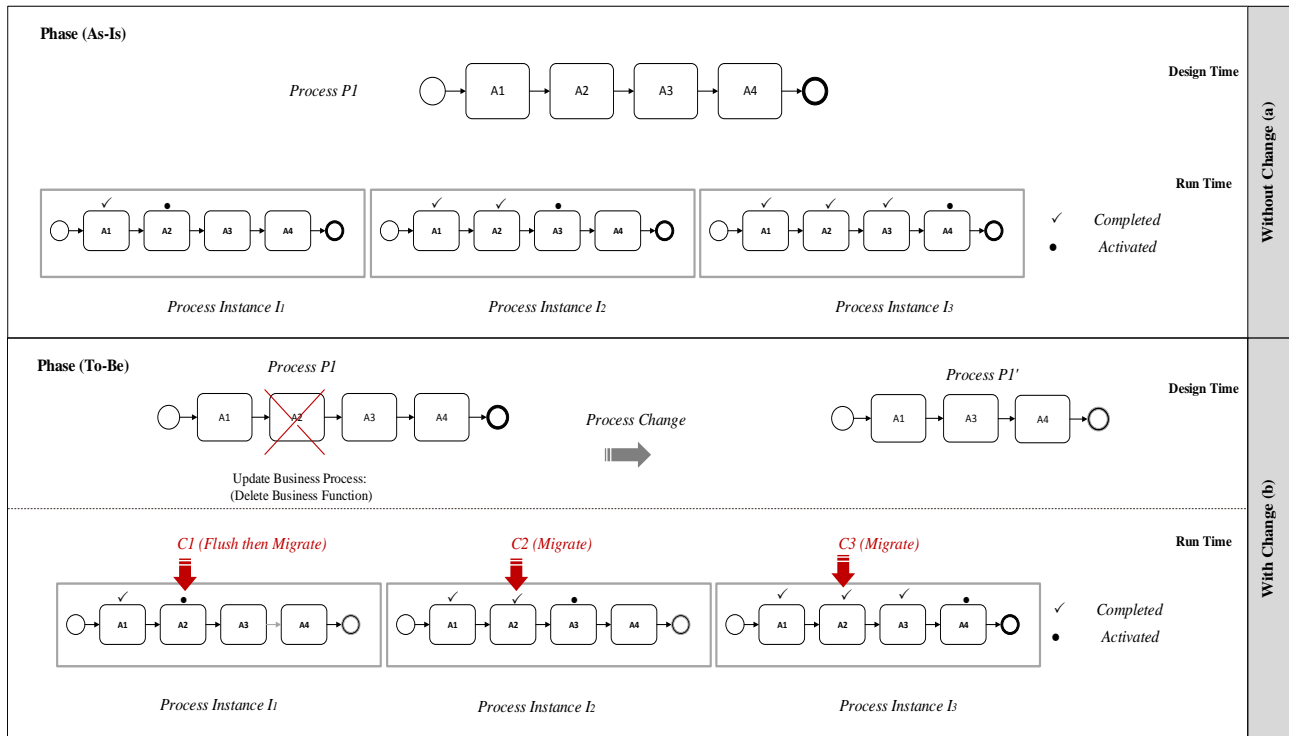 Phase (As-Is)
Process P1
A1 A2 A3 A4
Design Time
Without Change (a)
Run Time
✓ Completed
● Activated
✓
●
A1 A2 A3 A4
Process Instance I1
✓ ✓
●
A1 A2 A3 A4
Process Instance I2
✓ ✓ ✓
●
A1 A2 A3 A4
Process Instance I3
Phase (To-Be)
Process P1
A1 A2 A3 A4
Update Business Process:
(Delete Business Function)
Process Change
Process P1'
A1 A3 A4
Design Time
With Change (b)
Run Time
✓ Completed
● Activated
C1 (Flush then Migrate)
✓
●
A1 A2 A3 A4
Process Instance I1
C2 (Migrate)
✓ ✓
●
A1 A2 A3 A4
Process Instance I2
C3 (Migrate)
✓ ✓ ✓
●
A1 A2 A3 A4
Process Instance I3